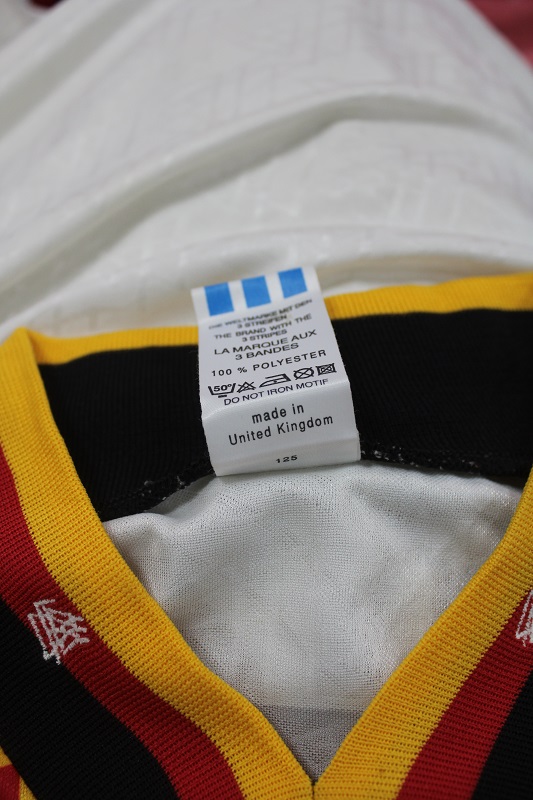 DIE WELTMARKE MIT DEN
3 STREIFEN
THE BRAND WITH THE
3 STRIPES
LA MARQUE AUX
3 BANDES
100 % POLYESTER
50°
DO NOT IRON MOTIF
made in
United Kingdom
125